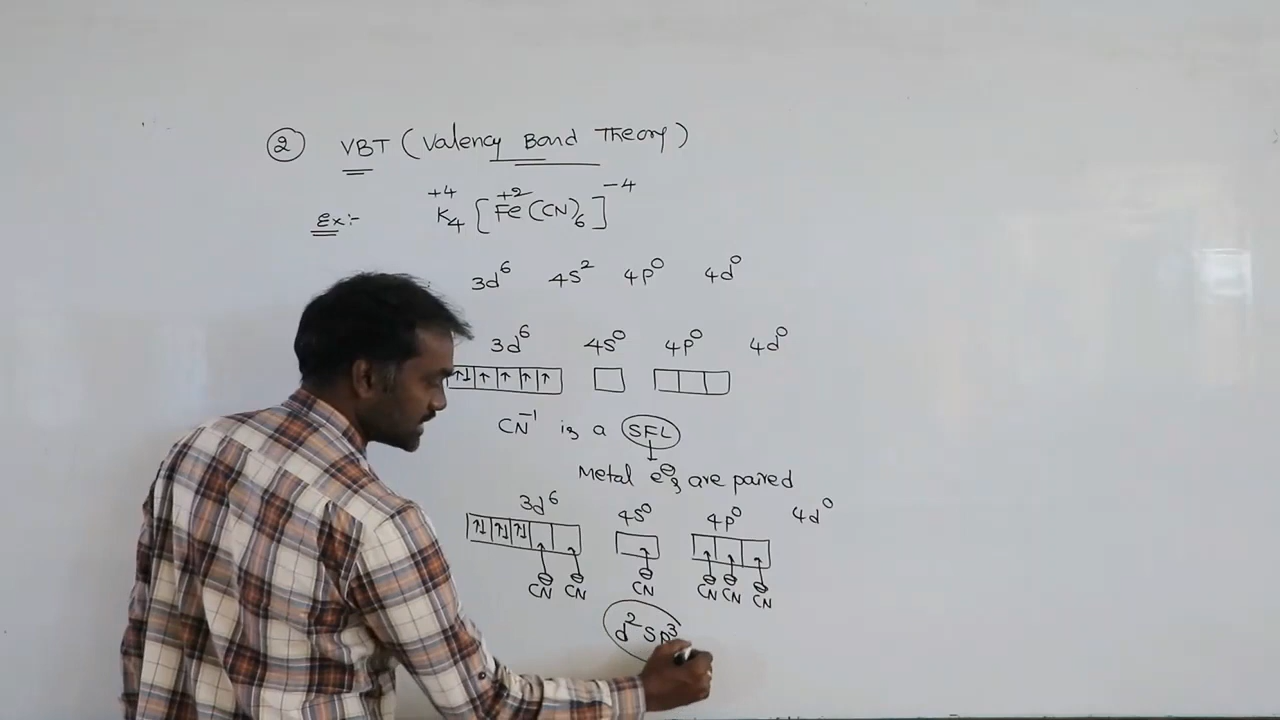 ② VBT (Valency Bond Theory)
Ex:- K₄⁺⁴ [Fe⁺² (CN)₆]⁻⁴
3d⁶ 4S² 4P⁰ 4d⁰
3d⁶ 4S⁰ 4P⁰ 4d⁰
↑↓ ↑ ↑ ↑ ↑
CN⁻¹ is a SFL
Metal e⊖s are paired
3d⁶ 4S⁰ 4P⁰ 4d⁰
↑↓ ↑↓ ↑↓
CN CN CN CN CN CN
d²SP³